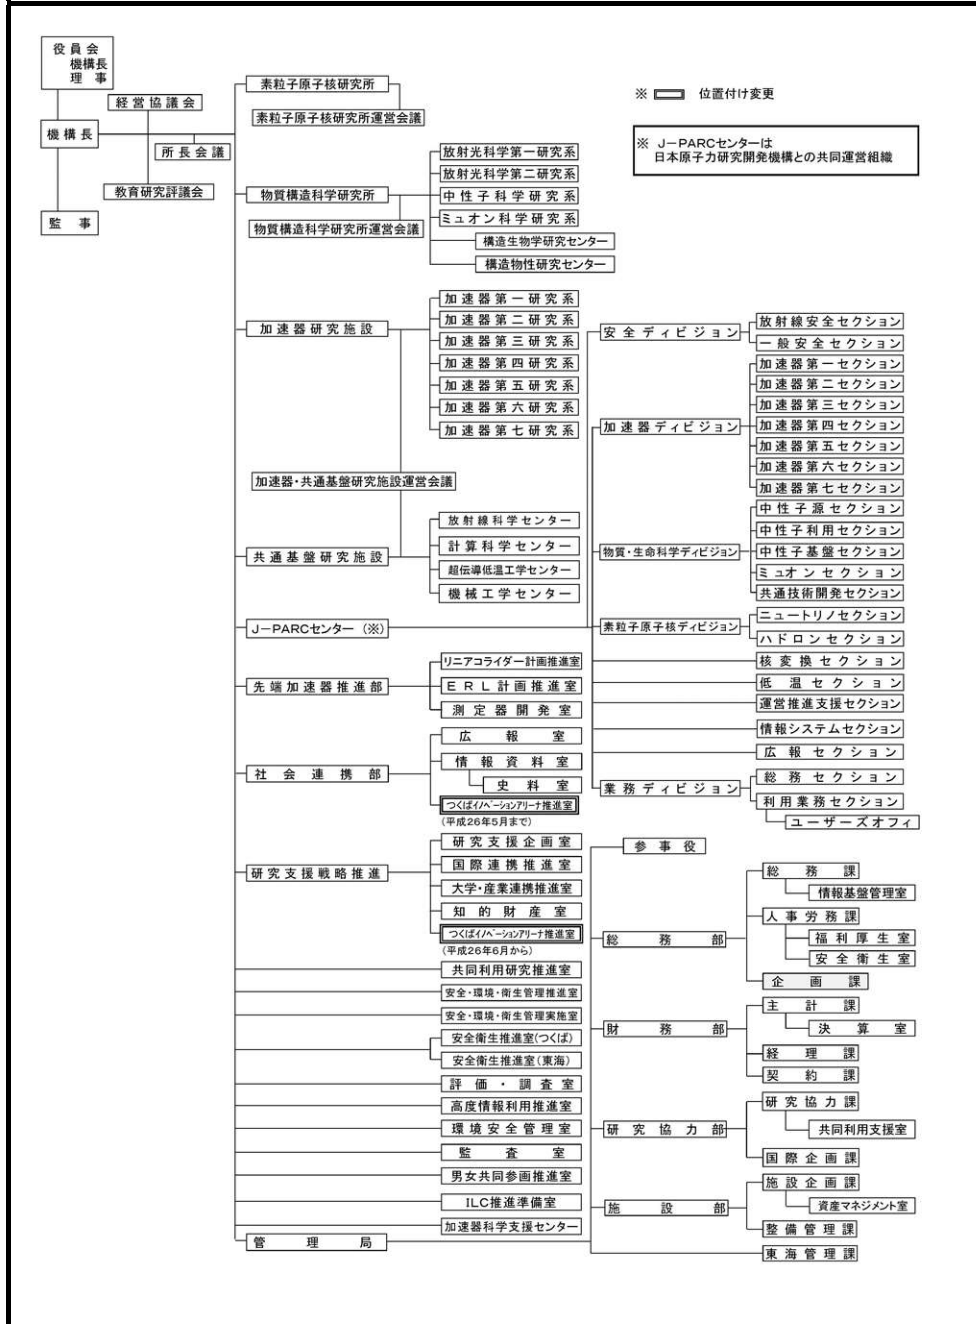 役員会
機構長
理事
経営協議会
機構長
所長会議
教育研究評議会
監事
素粒子原子核研究所
素粒子原子核研究所運営会議
物質構造科学研究所
物質構造科学研究所運営会議
放射光科学第一研究系
放射光科学第二研究系
中性子科学研究系
ミュオン科学研究系
構造生物学研究センター
構造物性研究センター
※ 位置付け変更
※ J-PARCセンターは
日本原子力研究開発機構との共同運営組織
加速器研究施設
加速器第一研究系
加速器第二研究系
加速器第三研究系
加速器第四研究系
加速器第五研究系
加速器第六研究系
加速器第七研究系
加速器・共通基盤研究施設運営会議
共通基盤研究施設
放射線科学センター
計算科学センター
超伝導低温工学センター
機械工学センター
J-PARCセンター (※)
安全ディビジョン
放射線安全セクション
一般安全セクション
加速器ディビジョン
加速器第一セクション
加速器第二セクション
加速器第三セクション
加速器第四セクション
加速器第五セクション
加速器第六セクション
加速器第七セクション
物質・生命科学ディビジョン
中性子源セクション
中性子利用セクション
中性子基盤セクション
ミュオンセクション
共通技術開発セクション
素粒子原子核ディビジョン
ニュートリノセクション
ハドロンセクション
核変換セクション
低温セクション
運営推進支援セクション
情報システムセクション
広報セクション
業務ディビジョン
総務セクション
利用業務セクション
ユーザーズオフィ
先端加速器推進部
リニアコライダー計画推進室
ERL計画推進室
測定器開発室
社会連携部
広報室
情報資料室
史料室
つくばイノベーションアリーナ推進室
(平成26年5月まで)
研究支援戦略推進
研究支援企画室
国際連携推進室
大学・産業連携推進室
知的財産室
つくばイノベーションアリーナ推進室
(平成26年6月から)
共同利用研究推進室
安全・環境・衛生管理推進室
安全・環境・衛生管理実施室
安全衛生推進室(つくば)
安全衛生推進室(東海)
評価・調査室
高度情報利用推進室
環境安全管理室
監査室
男女共同参画推進室
ILC推進準備室
加速器科学支援センター
管理局
参事役
総務部
総務課
情報基盤管理室
人事労務課
福利厚生室
安全衛生室
企画課
財務部
主計課
決算室
経理課
契約課
研究協力部
研究協力課
共同利用支援室
国際企画課
施設部
施設企画課
資産マネジメント室
整備管理課
東海管理課